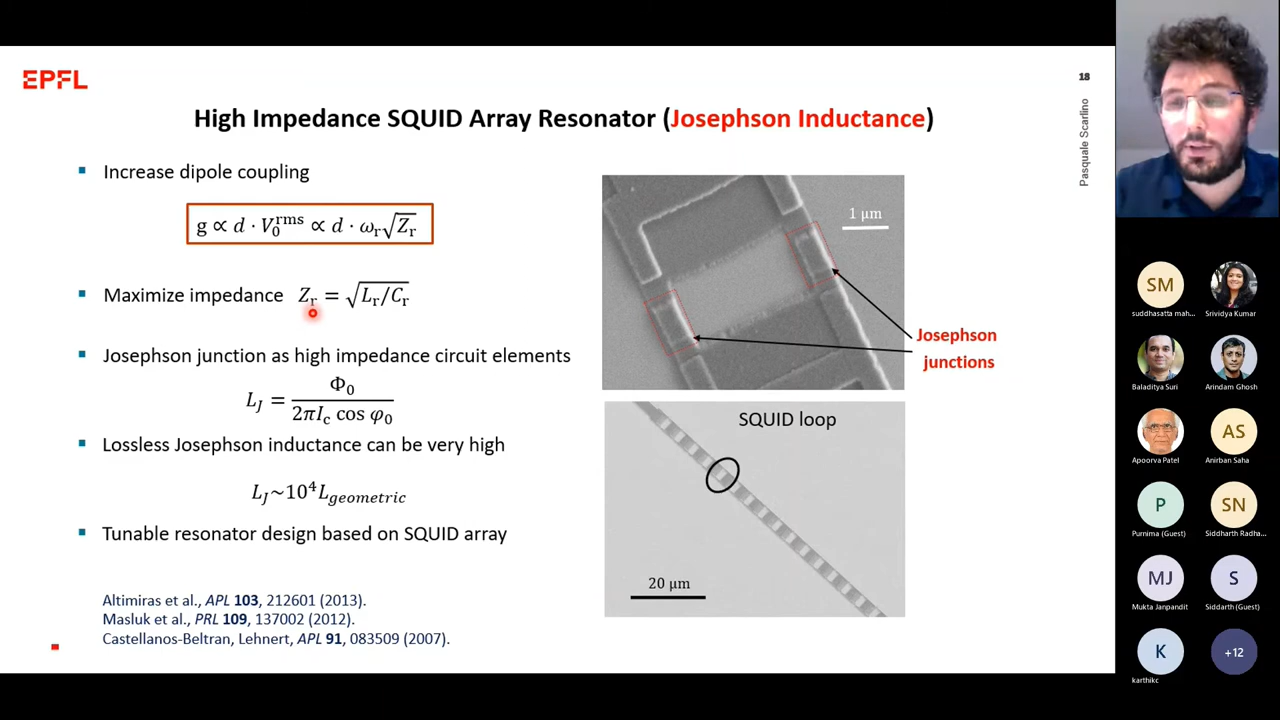 EPFL
18
Pasquale Scarlino
High Impedance SQUID Array Resonator (Josephson Inductance)
Increase dipole coupling
g ∝ d · V₀ʳᵐˢ ∝ d · ωᵣ√Zᵣ
Maximize impedance Zᵣ = √Lᵣ/Cᵣ
Josephson junction as high impedance circuit elements
L_J = Φ₀ / 2πI_c cos φ₀
Lossless Josephson inductance can be very high
L_J~10⁴L_geometric
Tunable resonator design based on SQUID array
Altimiras et al., APL 103, 212601 (2013).
Masluk et al., PRL 109, 137002 (2012).
Castellanos-Beltran, Lehnert, APL 91, 083509 (2007).
1 μm
Josephson
junctions
SQUID loop
20 μm
SM
suddhasatta mah...
Srividya Kumar
Baladitya Suri
Arindam Ghosh
Apoorva Patel
AS
Anirban Saha
P
Purnima (Guest)
SN
Siddharth Radha...
MJ
Mukta Janpandit
S
Siddarth (Guest)
K
karthikc
+12